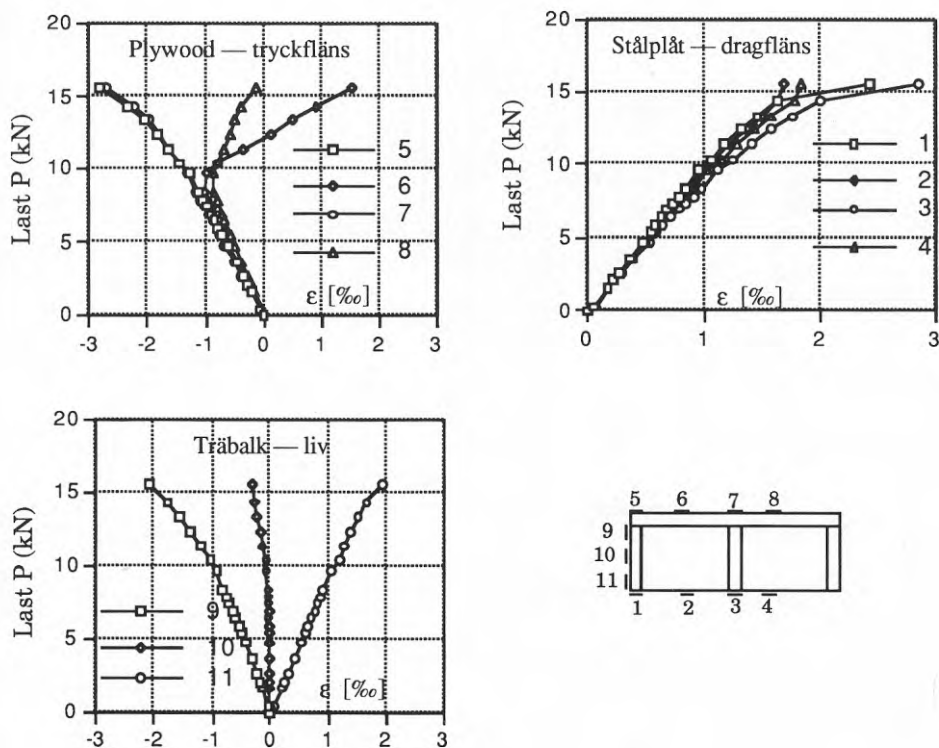 Plywood — tryckfläns
Last P (kN)
20
15
10
5
0
5
6
7
8
ε [‰]
-3 -2 -1 0 1 2 3
Stålplåt — dragfläns
Last P (kN)
20
15
10
5
0
1
2
3
4
ε [‰]
0 1 2 3
Träbalk — liv
Last P (kN)
20
15
10
5
0
9
10
11
ε [‰]
-3 -2 -1 0 1 2 3
5 6 7 8
9
10
11
1 2 3 4